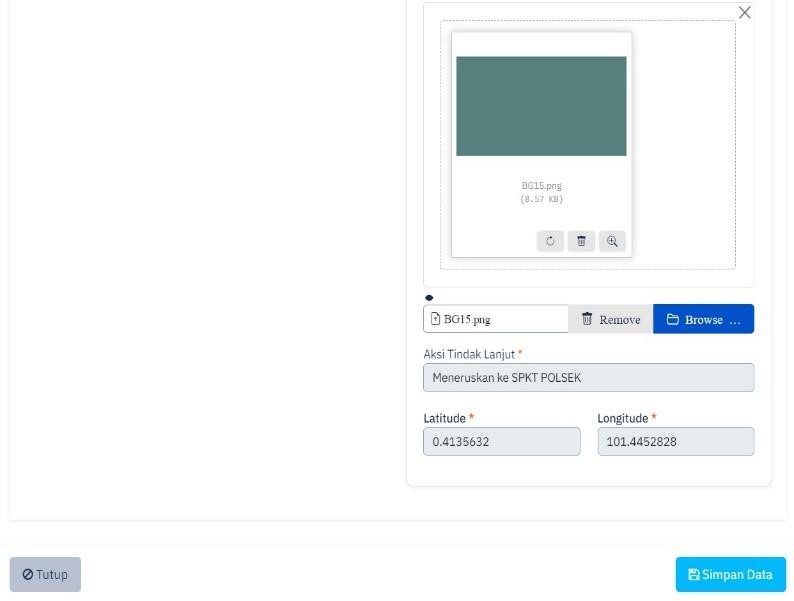 BG15.png
(8.57 KB)
BG15.png
Remove
Browse ...
Aksi Tindak Lanjut *
Meneruskan ke SPKT POLSEK
Latitude * Longitude *
0.4135632 101.4452828
Tutup Simpan Data